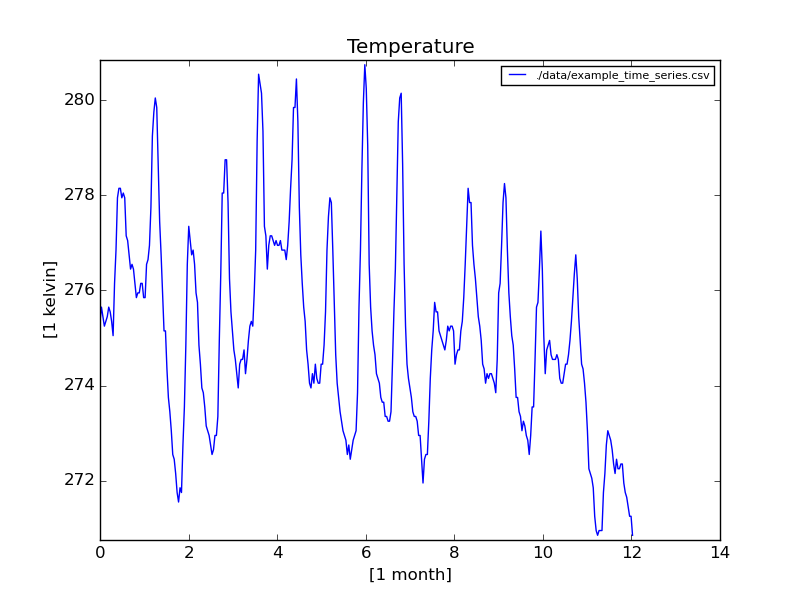 Temperature
./data/example_time_series.csv
[1 kelvin]
280
278
276
274
272
0 2 4 6 8 10 12 14
[1 month]